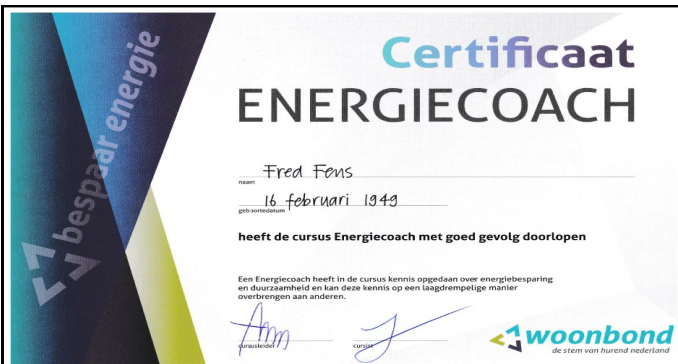 bespaar energie
Certificaat
ENERGIECOACH
Fred Fens
naam
16 februari 1949
geboortedatum
heeft de cursus Energiecoach met goed gevolg doorlopen
Een Energiecoach heeft in de cursus kennis opgedaan over energiebesparing
en duurzaamheid en kan deze kennis op een laagdrempelige manier
overbrengen aan anderen.
cursusleider
cursist
woonbond
de stem van hurend nederland